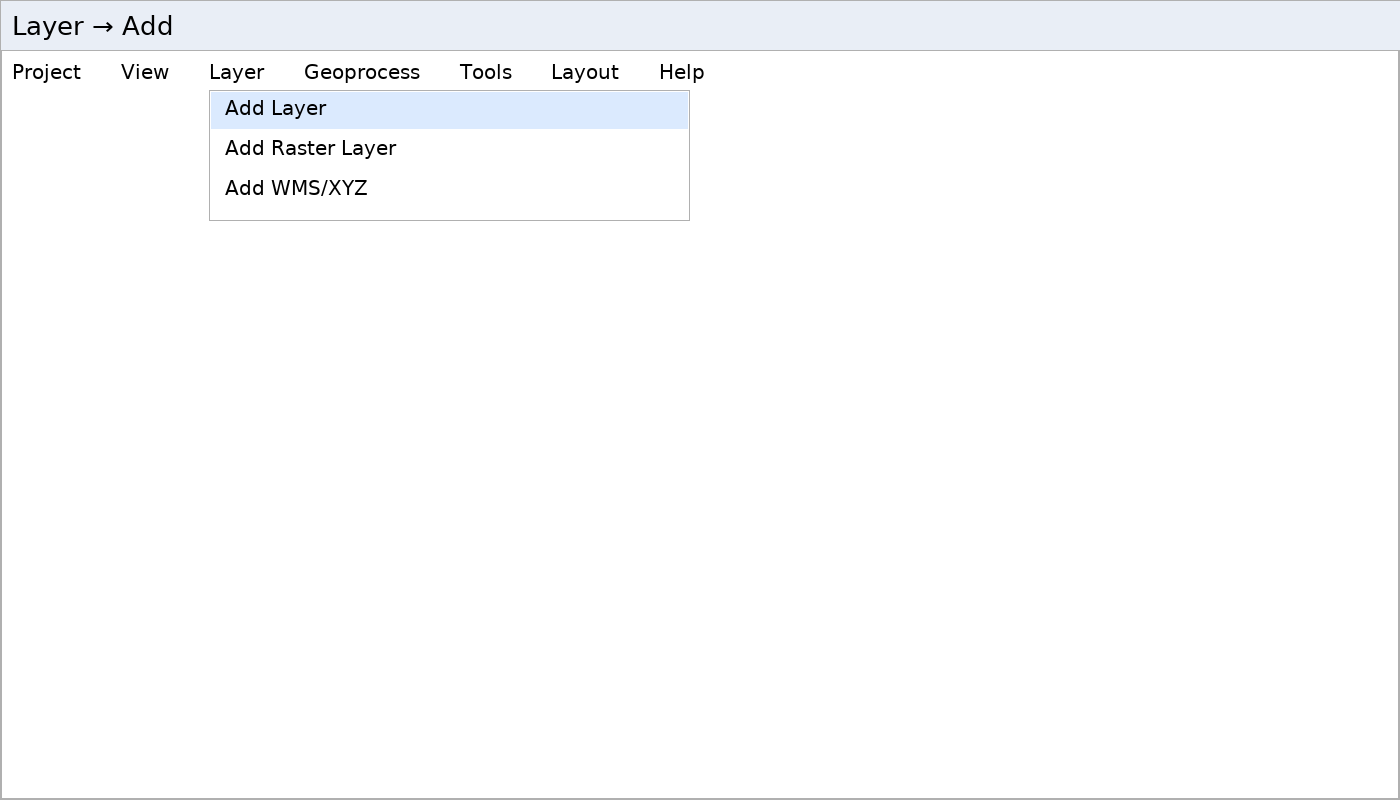 Layer → Add
Project View Layer Geoprocess Tools Layout Help
Add Layer
Add Raster Layer
Add WMS/XYZ